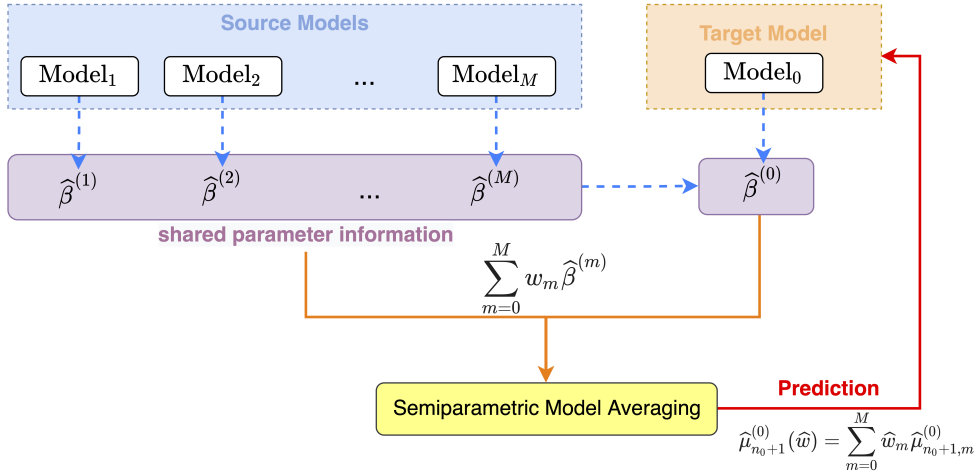 Source Models
Target Model
Model₁ Model₂ ... Model_M
Model₀
β̂⁽¹⁾ β̂⁽²⁾ ... β̂⁽ᴹ⁾
β̂⁽⁰⁾
shared parameter information
∑_{m=0}^{M} w_m β̂^{(m)}
Semiparametric Model Averaging
Prediction
μ̂_{n₀+1}^{(0)}(ŵ) = ∑_{m=0}^{M} ŵ_m μ̂_{n₀+1,m}^{(0)}